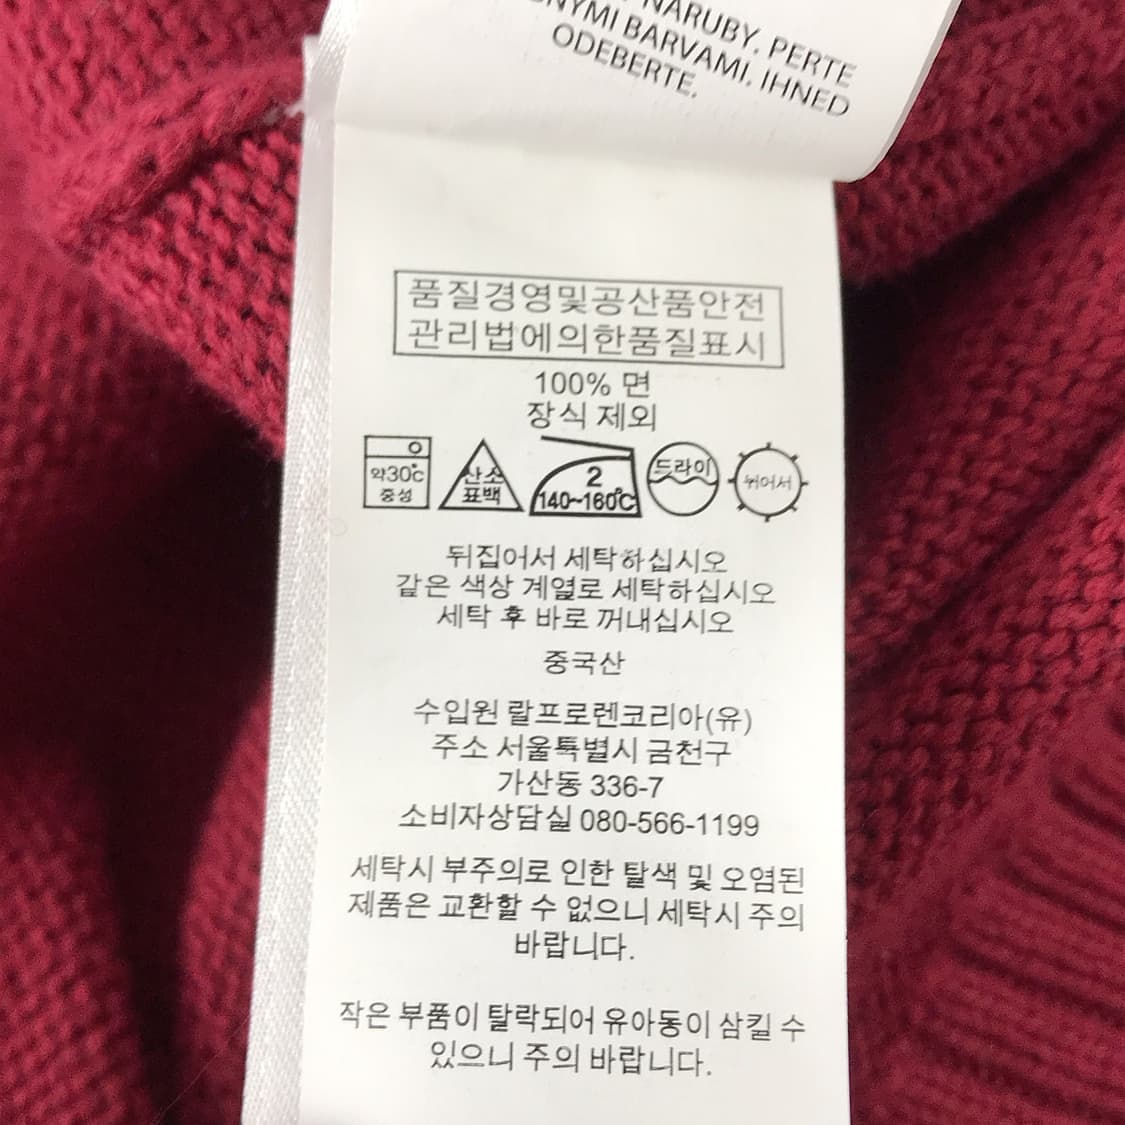 NARUBY. PERTE
BARVAMI. IHNED
ODEBERTE.
품질경영및공산품안전
관리법에의한품질표시
100% 면
장식 제외
약30℃
중성
산소
표백
2
140~160℃
드라이
뉘어서
뒤집어서 세탁하십시오
같은 색상 계열로 세탁하십시오
세탁 후 바로 꺼내십시오
중국산
수입원 랄프로렌코리아(유)
주소 서울특별시 금천구
가산동 336-7
소비자상담실 080-566-1199
세탁시 부주의로 인한 탈색 및 오염된
제품은 교환할 수 없으니 세탁시 주의
바랍니다.
작은 부품이 탈락되어 유아동이 삼킬 수
있으니 주의 바랍니다.